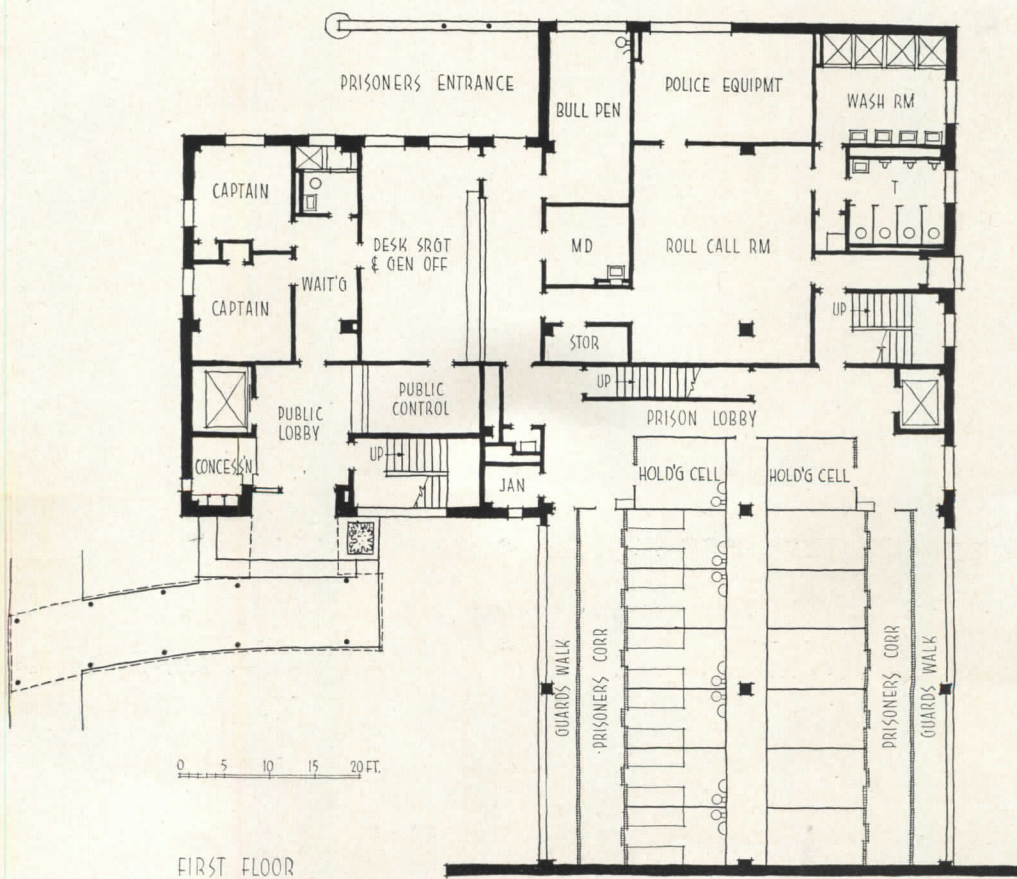 PRISONERS ENTRANCE
BULL PEN
POLICE EQUIPMT
WASH RM
CAPTAIN
T
DESK SRGT
& GEN OFF
MD
ROLL CALL RM
WAIT'G
CAPTAIN
UP
STOR
UP
PUBLIC
CONTROL
PUBLIC
LOBBY
PRISON LOBBY
UP
CONCESS'N
JAN
HOLD'G CELL
HOLD'G CELL
GUARDS WALK
PRISONERS CORR
PRISONERS CORR
GUARDS WALK
0 5 10 15 20 FT.
FIRST FLOOR